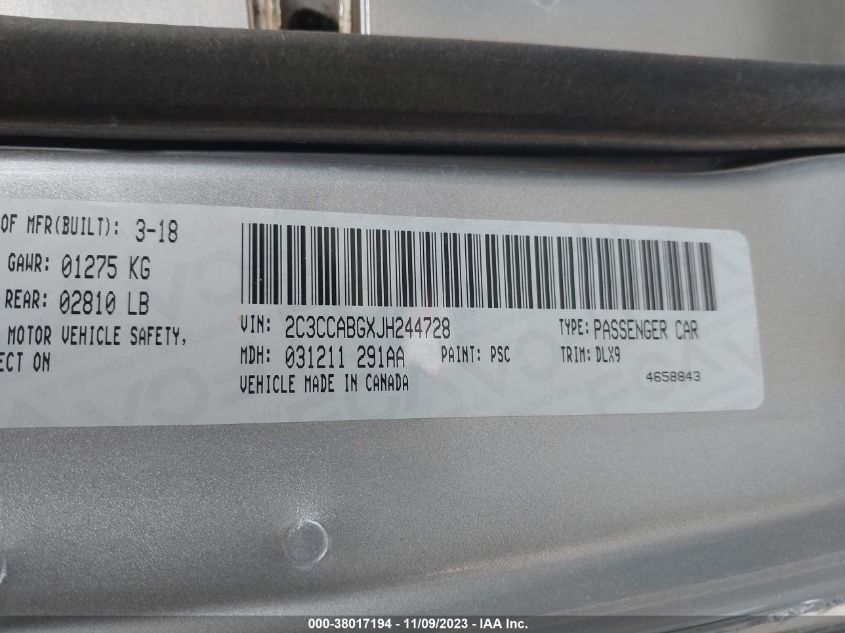 OF MFR(BUILT): 3-18
GAWR: 01275 KG
REAR: 02810 LB
MOTOR VEHICLE SAFETY,
ECT ON
VIN: 2C3CCABGXJH244728
TYPE: PASSENGER CAR
MDH: 031211 291AA
PAINT: PSC
TRIM: DLX9
VEHICLE MADE IN CANADA
4658843
000-38017194 - 11/09/2023 - IAA Inc.